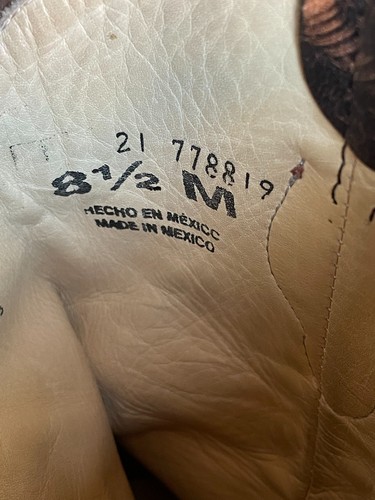 21 778819
8 1/2 M
HECHO EN MÉXICO
MADE IN MEXICO